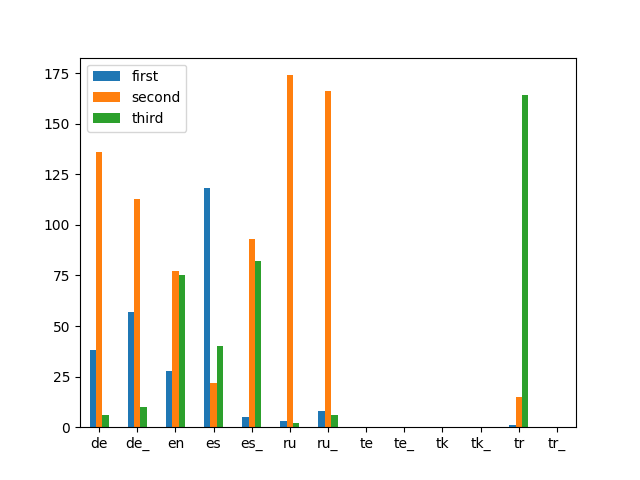 first
second
third
175
150
125
100
75
50
25
0
de de_ en es es_ ru ru_ te te_ tk tk_ tr tr_